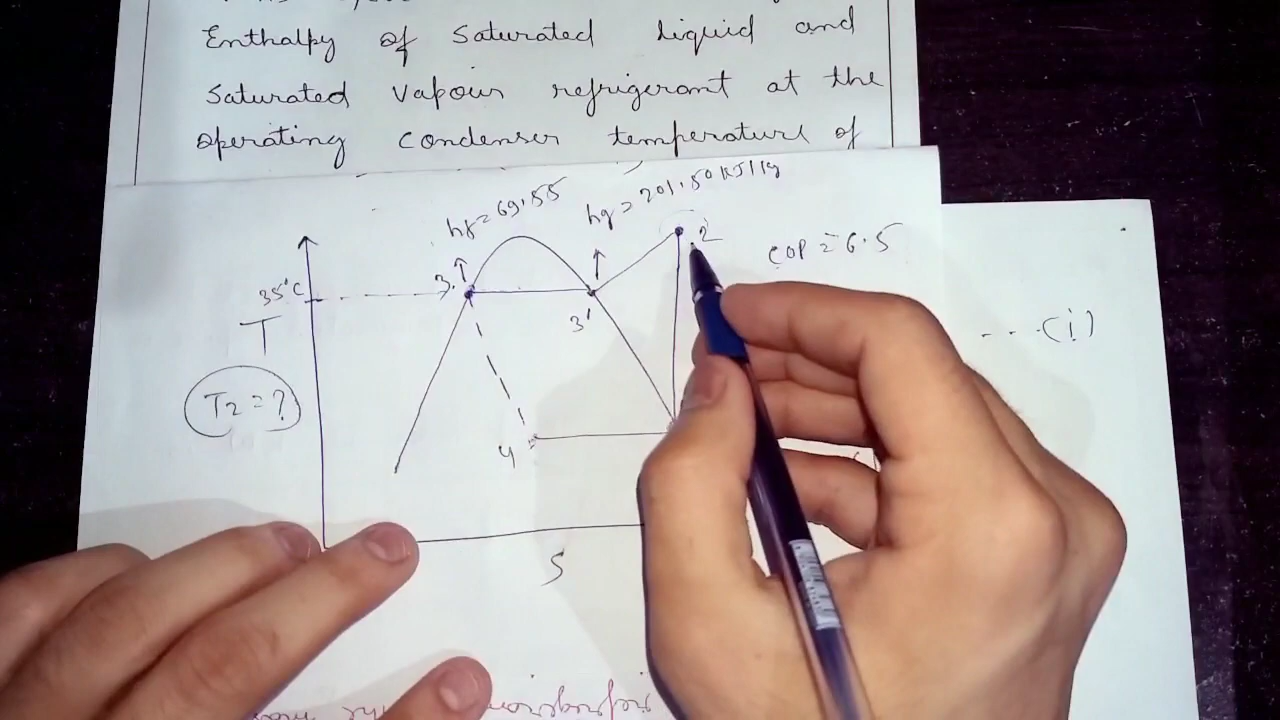 Enthalpy of saturated liquid and
saturated vapour refrigerant at the
operating condenser temperature of
hf = 69.55
hg = 201.50 kJ/kg
2
COP = 6.5
35°C
3
3'
T
--- (i)
T2 = ?
4
S